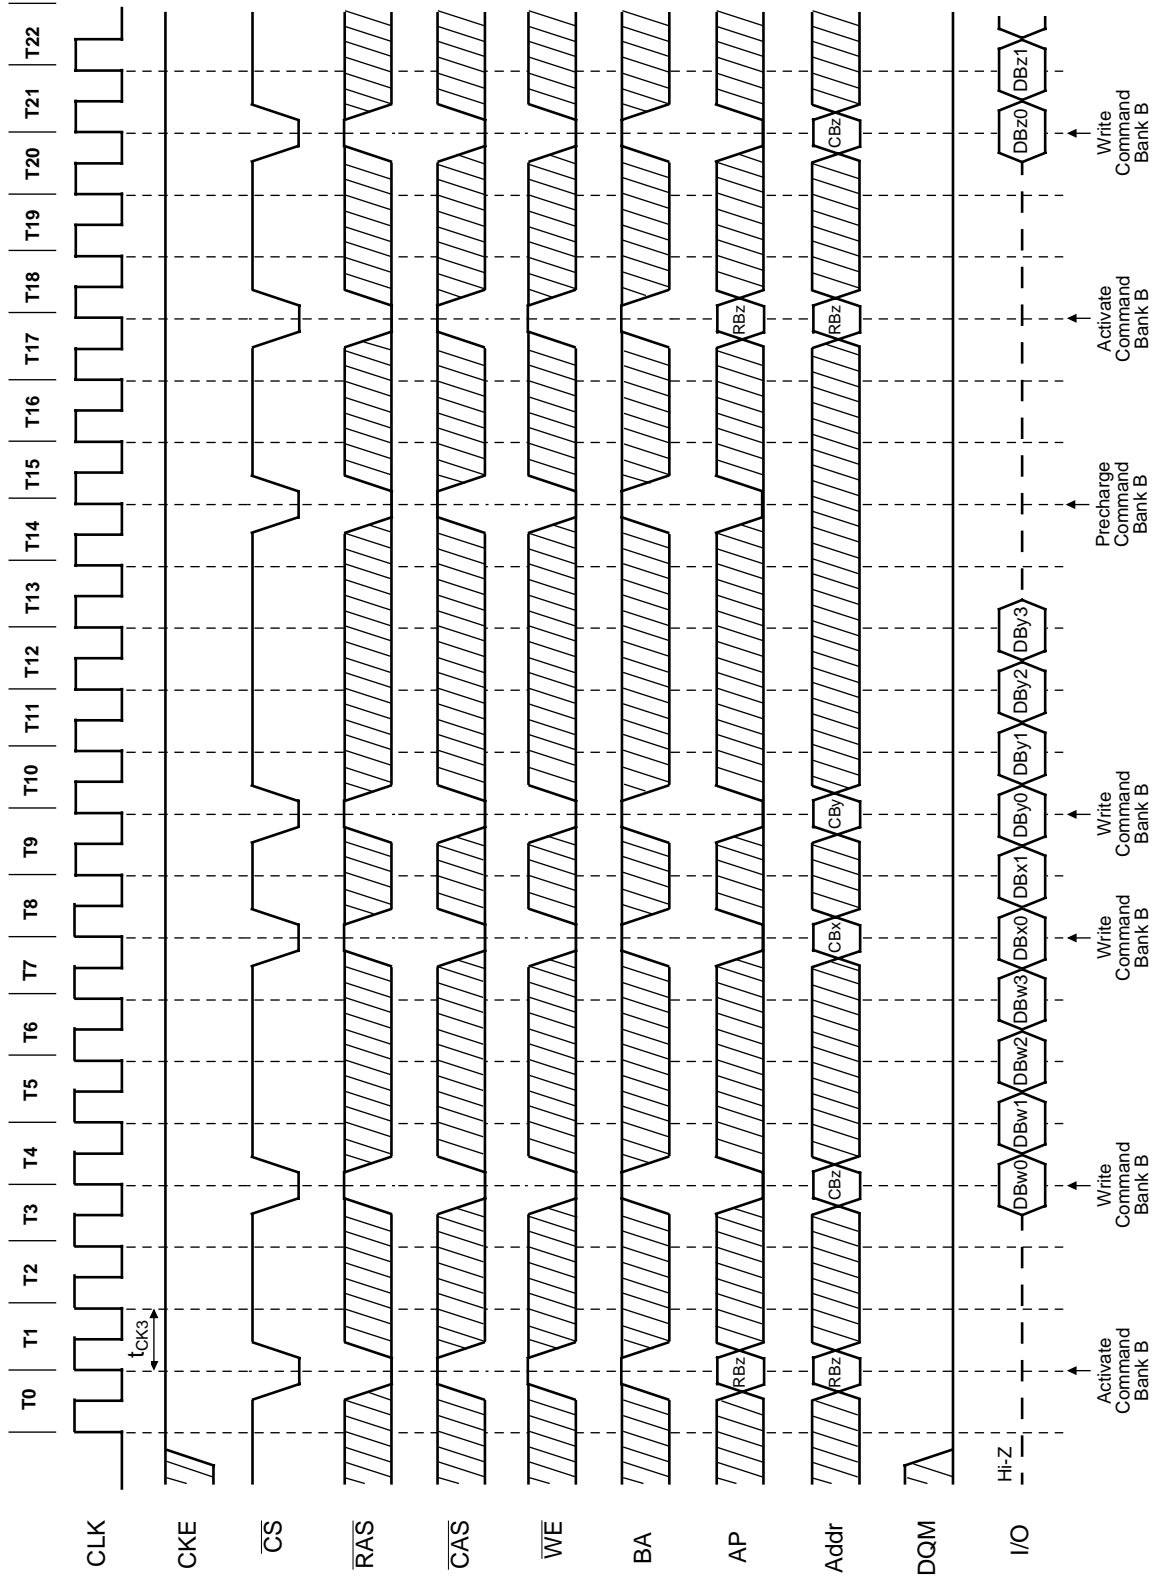 T0 T1 T2 T3 T4 T5 T6 T7 T8 T9 T10 T11 T12 T13 T14 T15 T16 T17 T18 T19 T20 T21 T22
CLK
tCK3
CKE
CS
RAS
CAS
WE
BA
AP
RBz RBz
Addr
RBz CBz CBx CBy RBz CBz
DQM
I/O
Hi-Z
DBw0 DBw1 DBw2 DBw3 DBx0 DBx1 DBy0 DBy1 DBy2 DBy3 DBz0 DBz1
Activate
Command
Bank B
Write
Command
Bank B
Write
Command
Bank B
Write
Command
Bank B
Precharge
Command
Bank B
Activate
Command
Bank B
Write
Command
Bank B